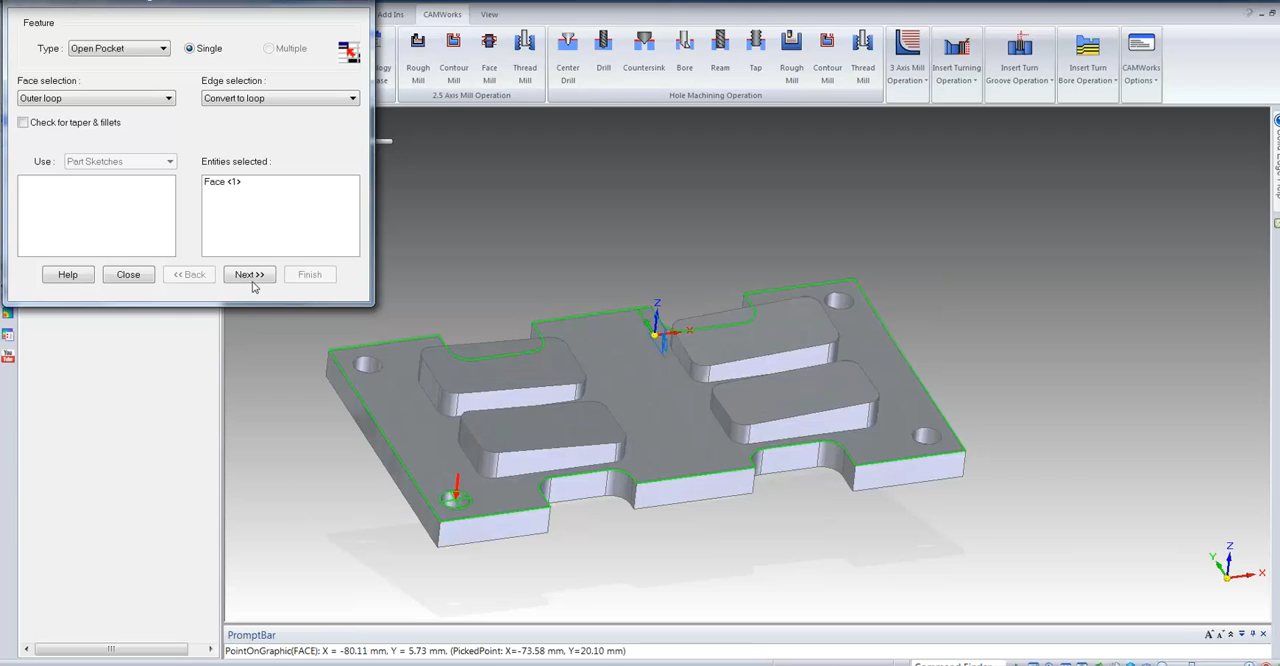 Add Ins CAMWorks View
Feature
Type : Open Pocket Single Multiple
Face selection : Edge selection :
Outer loop Convert to loop
Check for taper & fillets
Use : Part Sketches Entities selected :
Face <1>
Help Close << Back Next >> Finish
Rough Mill
Contour Mill
Face Mill
Thread Mill
2.5 Axis Mill Operation
Center Drill
Drill
Countersink
Bore
Ream
Tap
Rough Mill
Contour Mill
Thread Mill
Hole Machining Operation
3 Axis Mill Operation
Insert Turning Operation
Insert Turn Groove Operation
Insert Turn Bore Operation
CAMWorks Options
Z
X
Z
Y
X
You
Tube
PromptBar
PointOnGraphic(FACE): X = -80.11 mm, Y = 5.73 mm, (PickedPoint: X=-73.58 mm, Y=20.10 mm)